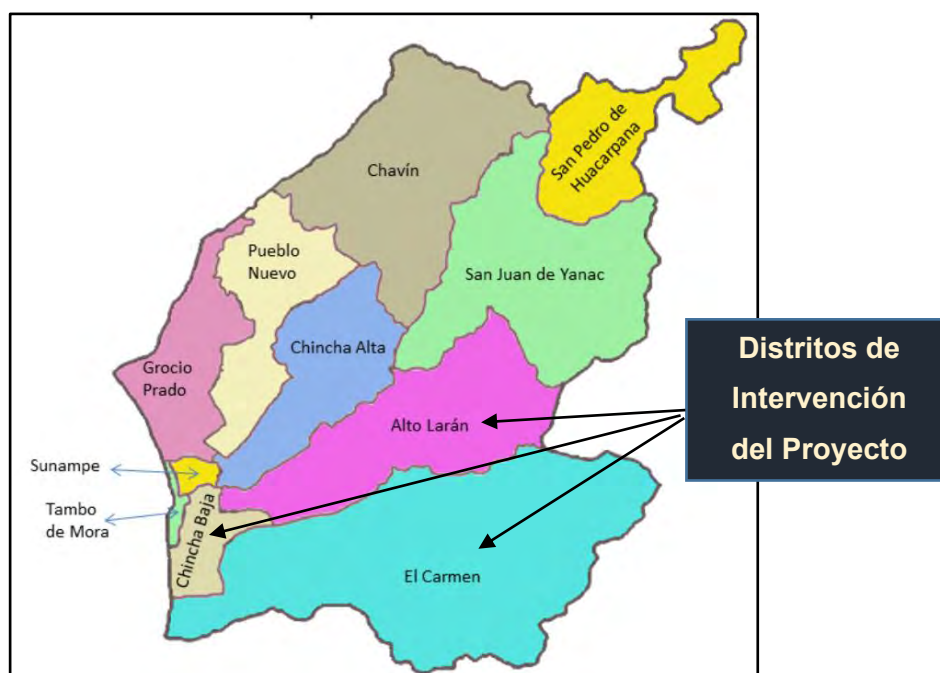 San Pedro de
Huacarpana
Chavín
Pueblo
Nuevo
San Juan de Yanac
Chincha Alta
Grocio
Prado
Distritos de
Intervención
del Proyecto
Alto Larán
Sunampe
Tambo
de Mora
Chincha Baja
El Carmen